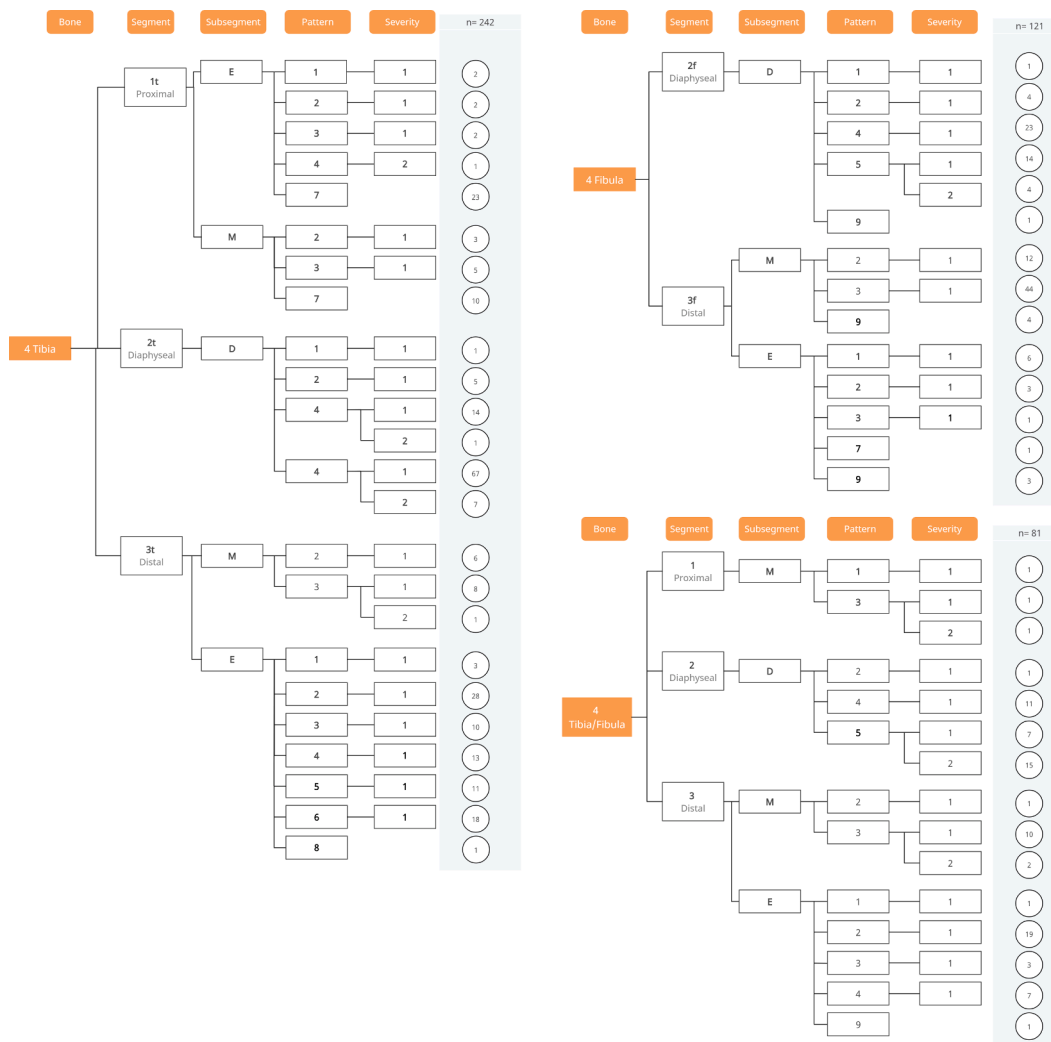 Bone Segment Subsegment Pattern Severity n= 242
E 1 1 2
1t
Proximal
2 1 2
3 1 2
4 2 1
7 23
M 2 1 3
3 1 5
7 10
4 Tibia
2t
Diaphyseal
D 1 1 1
2 1 5
4 1 14
2 1
4 1 67
2 7
3t
Distal
M 2 1 6
3 1 8
2 1
E 1 1 3
2 1 28
3 1 10
4 1 13
5 1 11
6 1 18
8 1
Bone Segment Subsegment Pattern Severity n= 121
2f
Diaphyseal
D 1 1 1
2 1 4
4 1 23
5 1 14
4 Fibula
2 4
9 1
M 2 1 12
3 1 44
3f
Distal
9 4
E 1 1 6
2 1 3
3 1 1
7 1
9 3
Bone Segment Subsegment Pattern Severity n= 81
1
Proximal
M 1 1 1
3 1 1
2 1
2
Diaphyseal
D 2 1 1
4 1 11
4
Tibia/Fibula
5 1 7
2 15
3
Distal
M 2 1 1
3 1 10
2 2
E 1 1 1
2 1 19
3 1 3
4 1 7
9 1